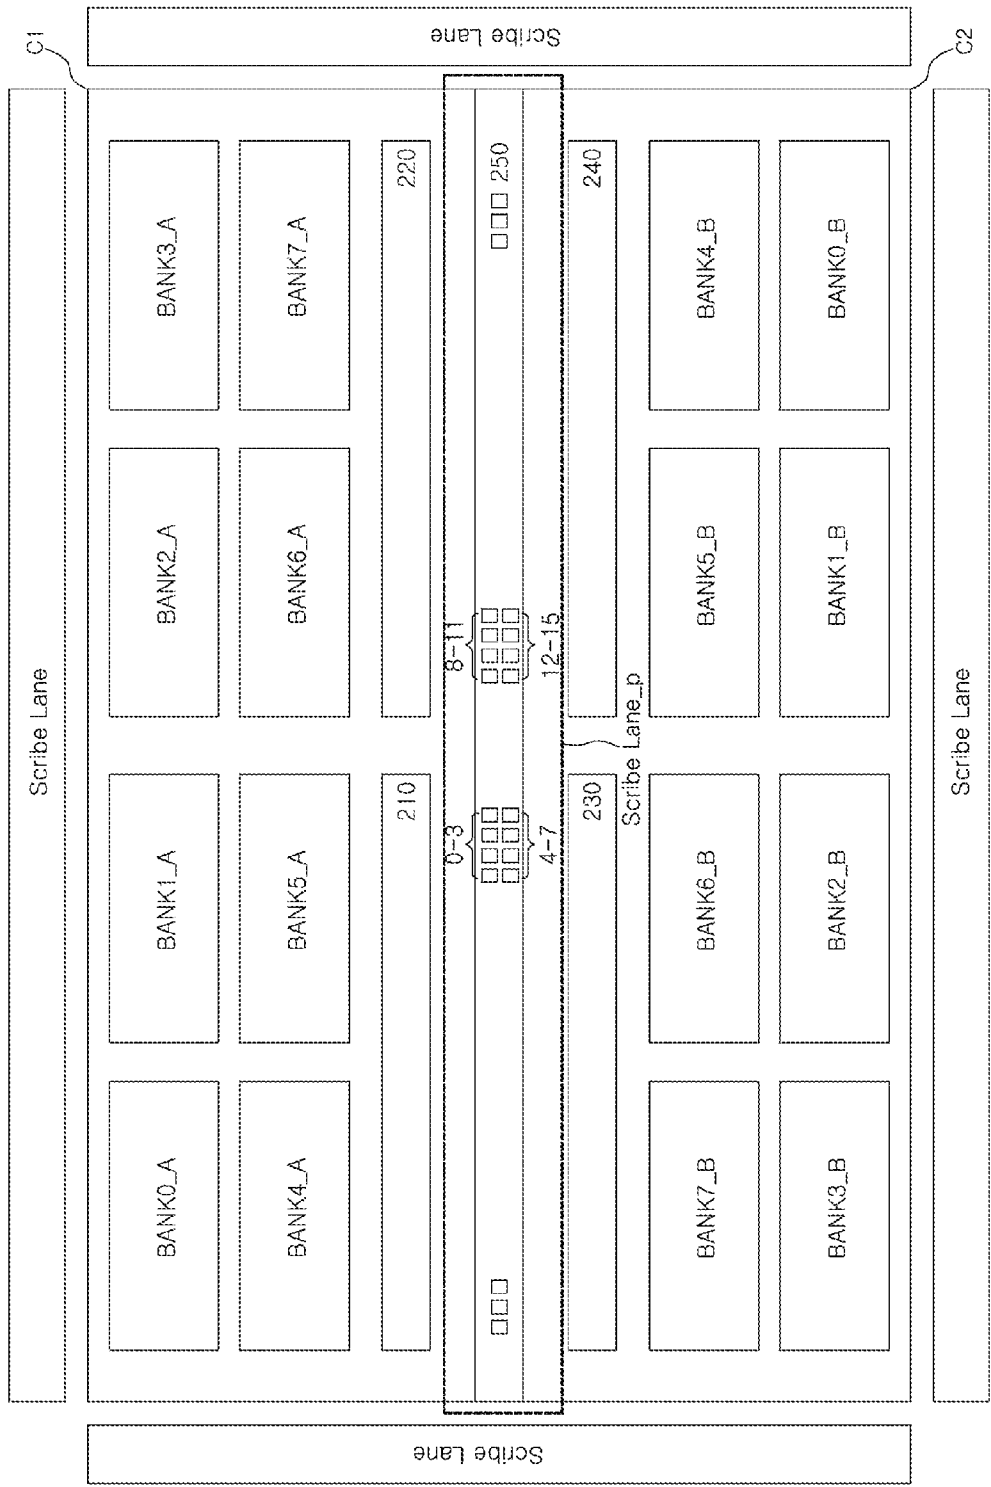 Scribe Lane
C1
C2
Scribe Lane
Scribe Lane
BANK3_A
BANK7_A
220
250
240
BANK4_B
BANK0_B
BANK2_A
BANK6_A
8-11
12-15
BANK5_B
BANK1_B
Scribe Lane_p
BANK1_A
BANK5_A
210
0-3
4-7
230
BANK6_B
BANK2_B
BANK0_A
BANK4_A
BANK7_B
BANK3_B
Scribe Lane